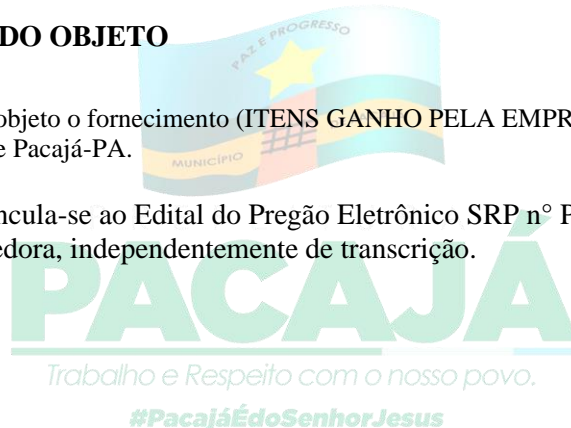 DO OBJETO
PAZ E PROGRESSO
objeto o fornecimento (ITENS GANHO PELA EMPR
e Pacajá-PA.
MUNICÍPIO
ncula-se ao Edital do Pregão Eletrônico SRP n° P
edora, independentemente de transcrição.
PACAJÁ
Trabalho e Respeito com o nosso povo.
#PacajáÉdoSenhorJesus